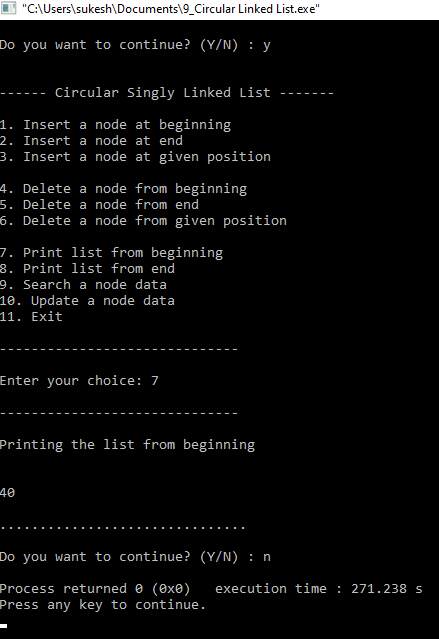 "C:\Users\sukesh\Documents\9_Circular Linked List.exe"
Do you want to continue? (Y/N) : y
------ Circular Singly Linked List -------
1. Insert a node at beginning
2. Insert a node at end
3. Insert a node at given position
4. Delete a node from beginning
5. Delete a node from end
6. Delete a node from given position
7. Print list from beginning
8. Print list from end
9. Search a node data
10. Update a node data
11. Exit
------------------------------
Enter your choice: 7
------------------------------
Printing the list from beginning
40
...............................
Do you want to continue? (Y/N) : n
Process returned 0 (0x0)   execution time : 271.238 s
Press any key to continue.